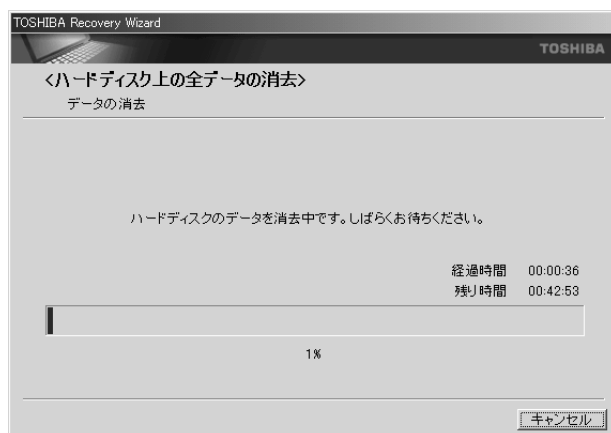 TOSHIBA Recovery Wizard
TOSHIBA
<ハードディスク上の全データの消去>
データの消去
ハードディスクのデータを消去中です。しばらくお待ちください。
経過時間 00:00:36
残り時間 00:42:53
1%
キャンセル